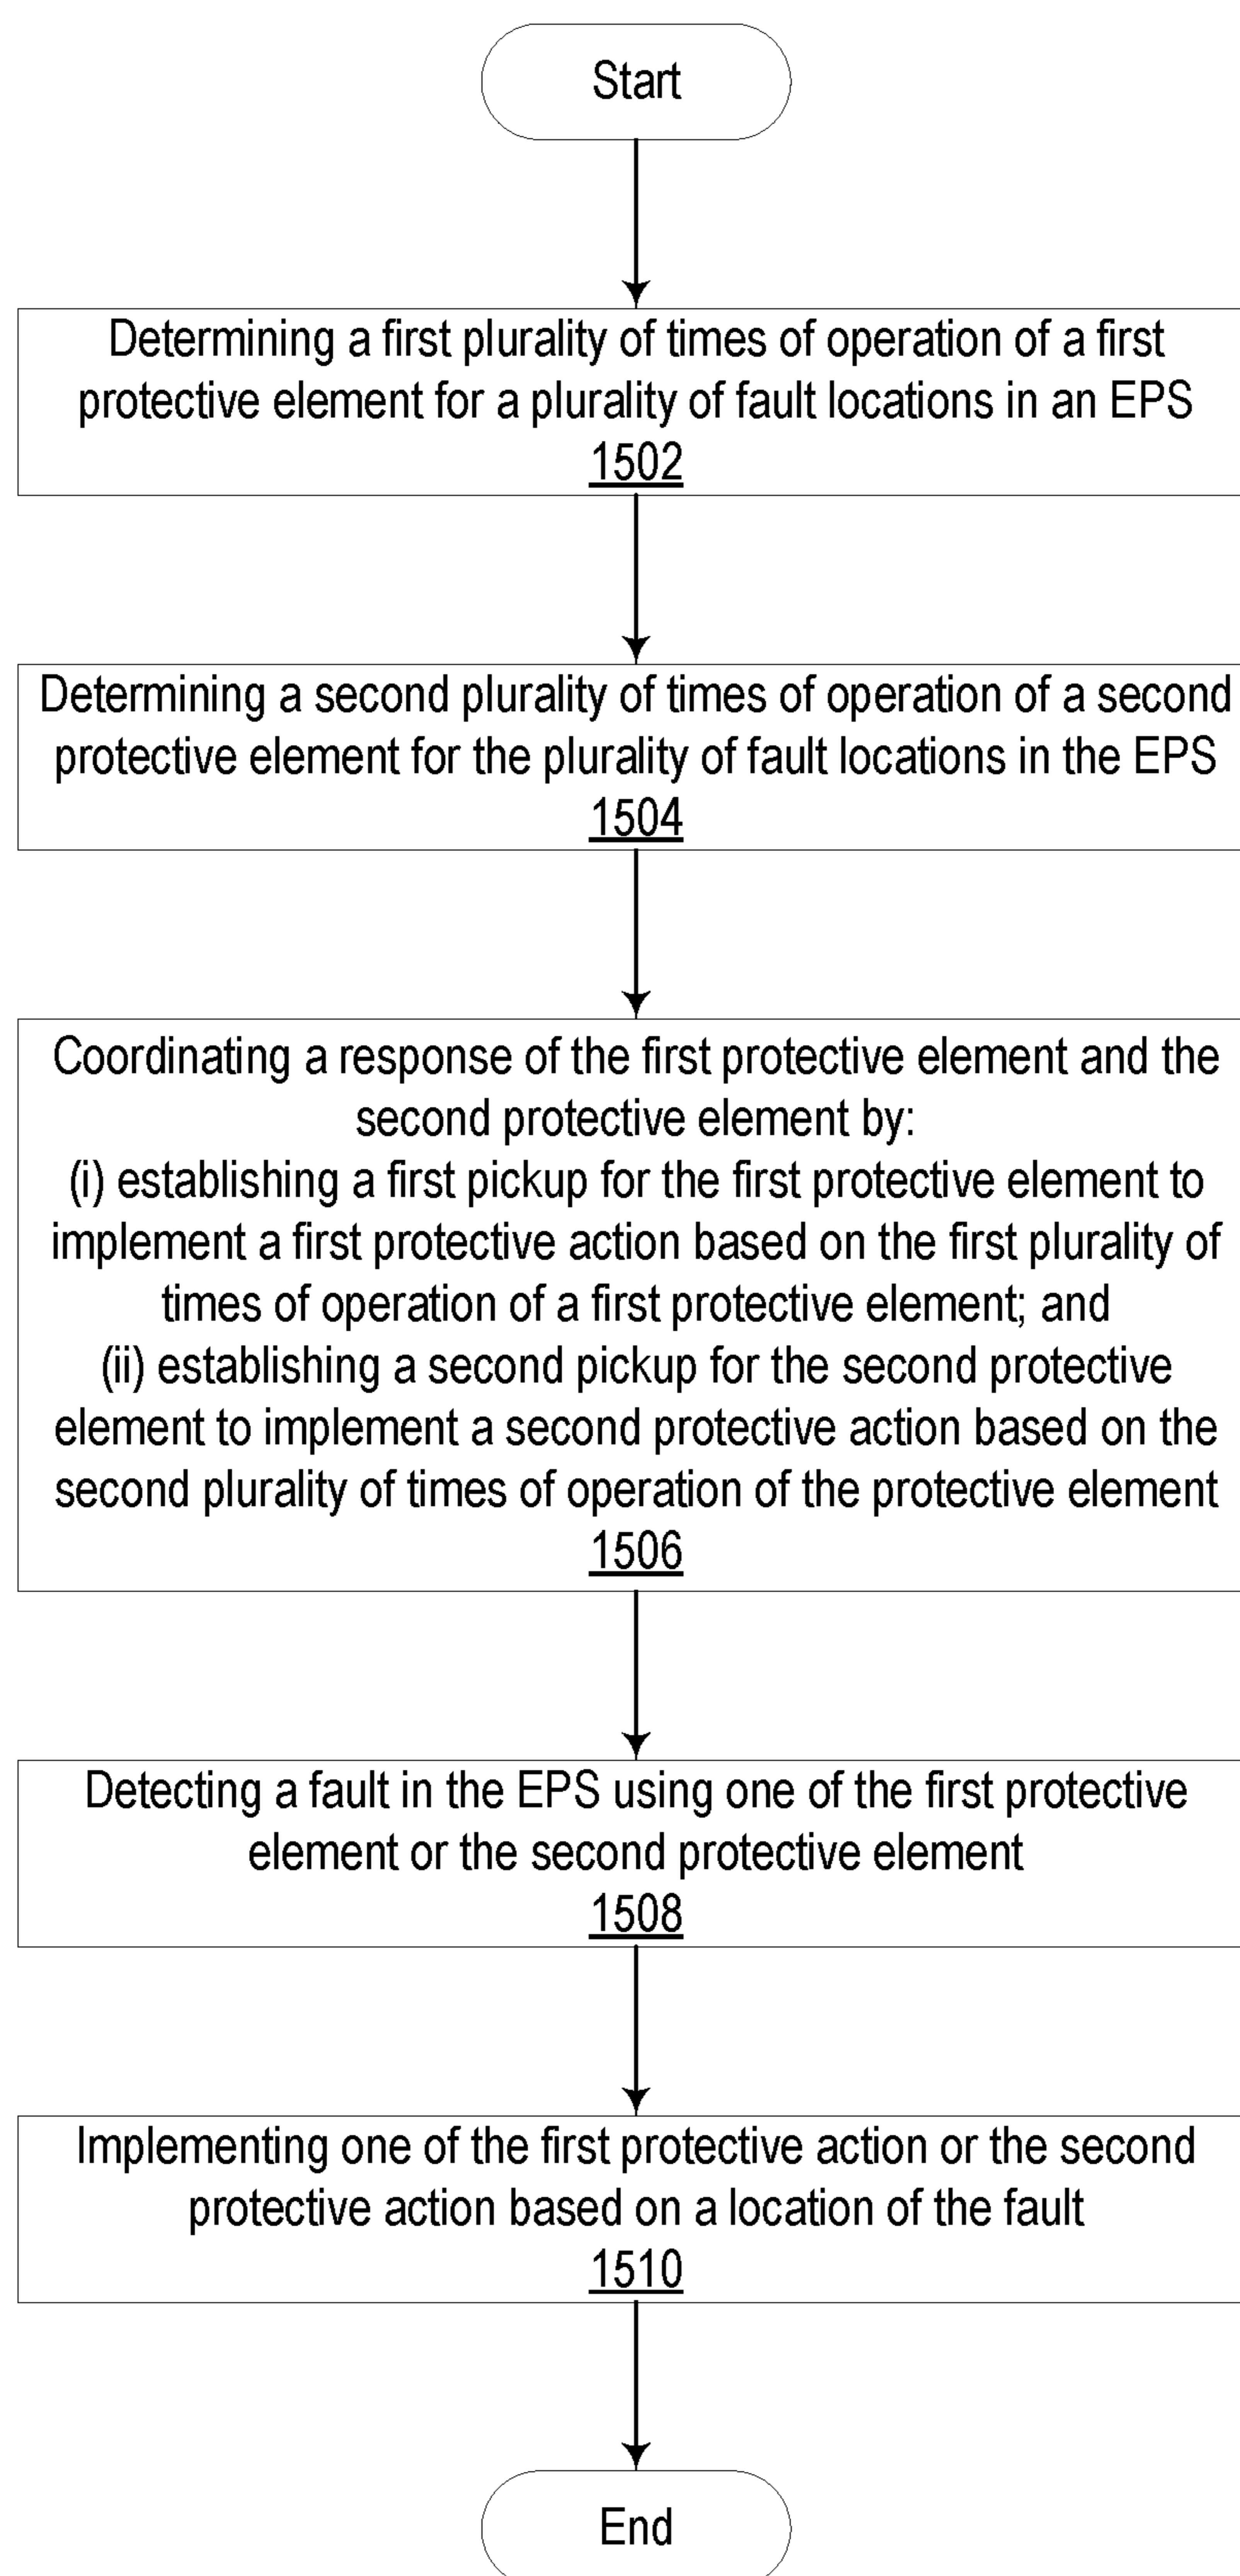 Start
Determining a first plurality of times of operation of a first
protective element for a plurality of fault locations in an EPS
1502
Determining a second plurality of times of operation of a second
protective element for the plurality of fault locations in the EPS
1504
Coordinating a response of the first protective element and the
second protective element by:
(i) establishing a first pickup for the first protective element to
implement a first protective action based on the first plurality of
times of operation of a first protective element; and
(ii) establishing a second pickup for the second protective
element to implement a second protective action based on the
second plurality of times of operation of the protective element
1506
Detecting a fault in the EPS using one of the first protective
element or the second protective element
1508
Implementing one of the first protective action or the second
protective action based on a location of the fault
1510
End